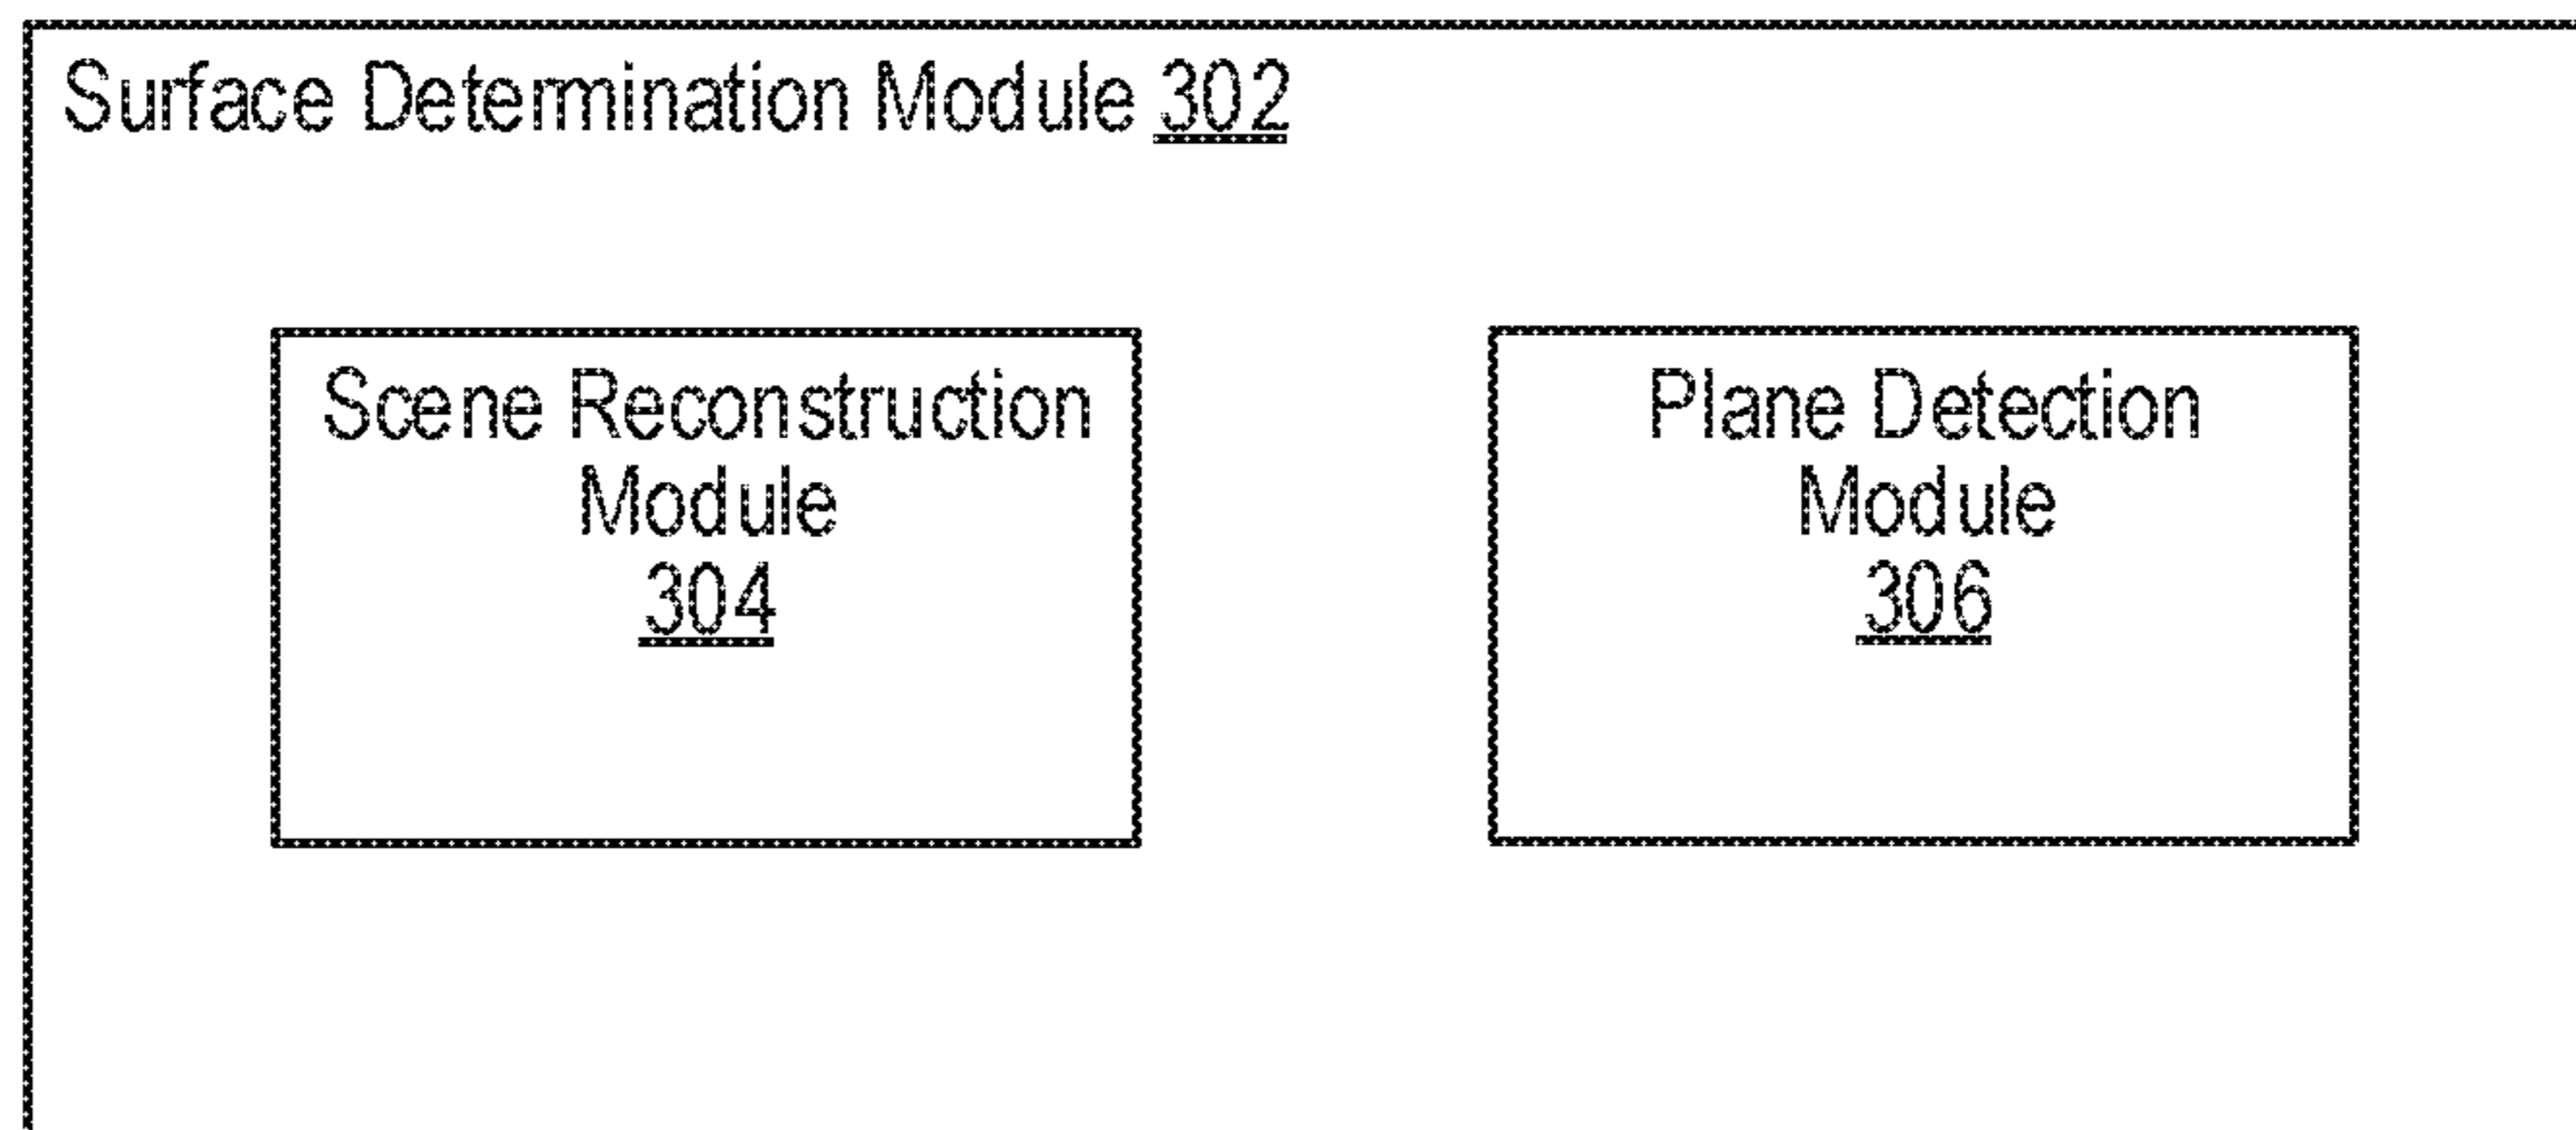 Surface Determination Module 302
Scene Reconstruction
Module
304
Plane Detection
Module
306